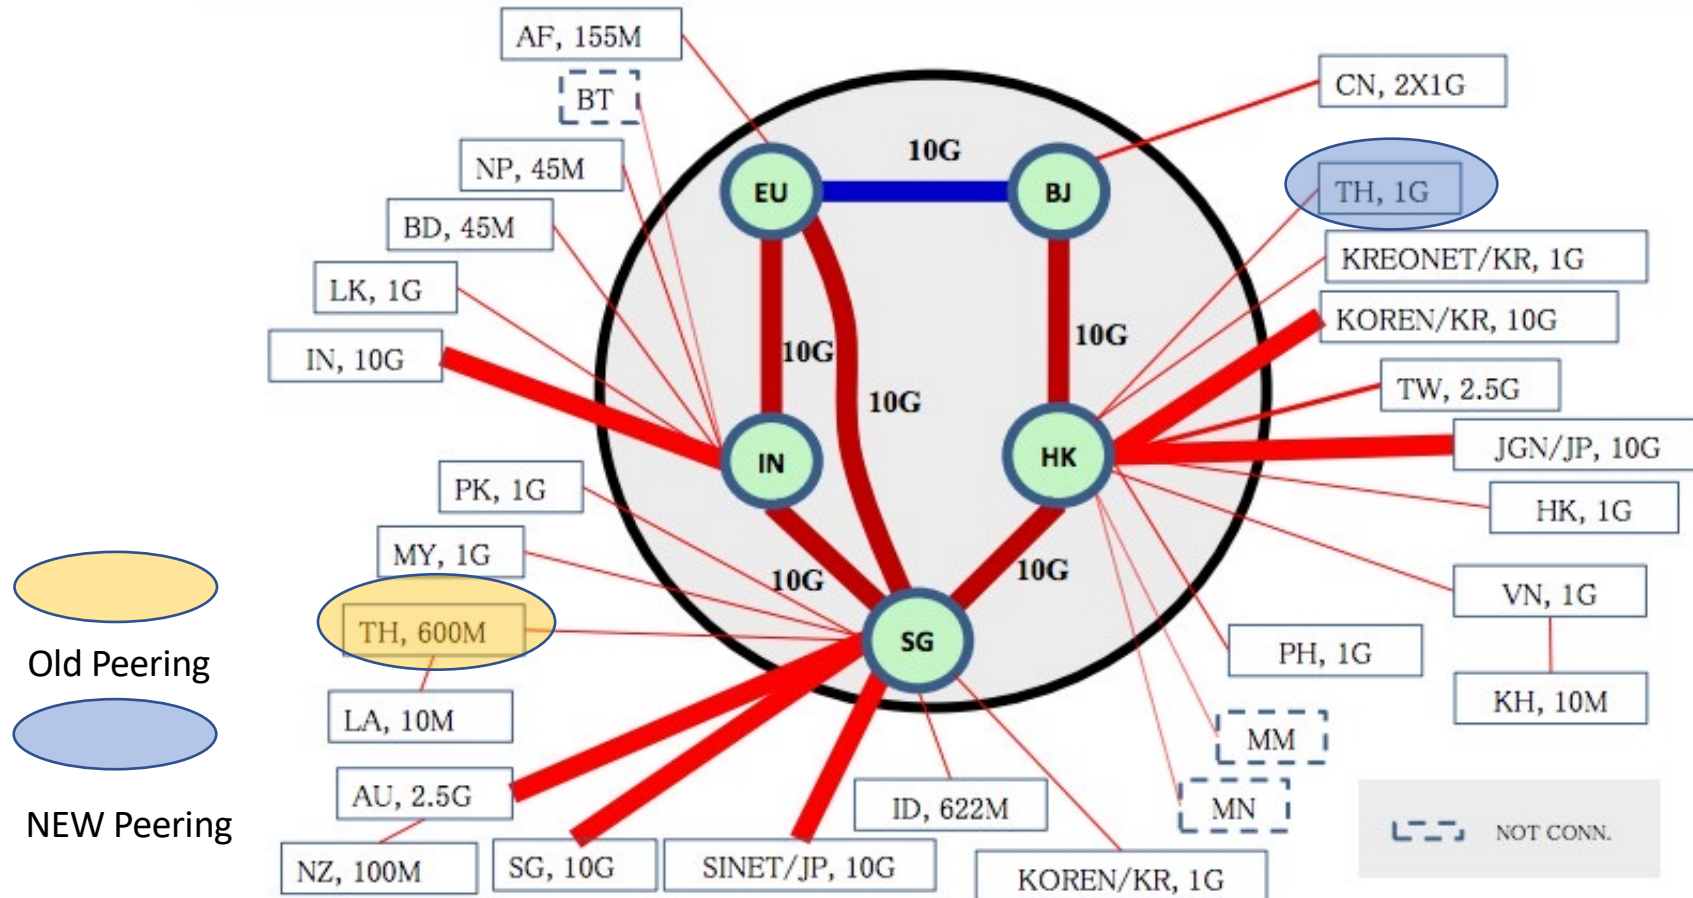 AF, 155M
BT
NP, 45M
BD, 45M
LK, 1G
IN, 10G
PK, 1G
MY, 1G
TH, 600M
LA, 10M
AU, 2.5G
NZ, 100M
SG, 10G
SINET/JP, 10G
ID, 622M
KOREN/KR, 1G
EU
10G
BJ
10G
10G
10G
IN
HK
10G
10G
SG
CN, 2X1G
TH, 1G
KREONET/KR, 1G
KOREN/KR, 10G
TW, 2.5G
JGN/JP, 10G
HK, 1G
VN, 1G
KH, 10M
PH, 1G
MM
MN
NOT CONN.
Old Peering
NEW Peering